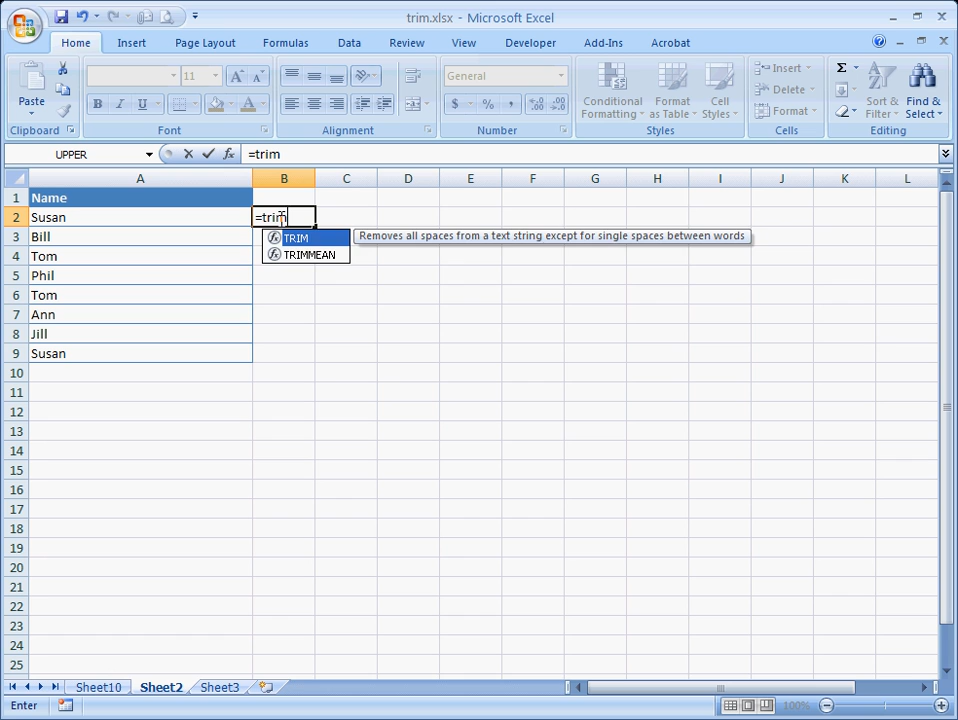 trim.xlsx - Microsoft Excel
Home Insert Page Layout Formulas Data Review View Developer Add-Ins Acrobat
Paste
Clipboard
11
B I U
Font
Alignment
General
$ % ,
Number
Conditional Formatting
Format as Table
Cell Styles
Styles
Insert
Delete
Format
Cells
Σ
Sort & Filter
Find & Select
Editing
UPPER fx =trim
A B C D E F G H I J K L
1 Name
2 Susan =trim
3 Bill
TRIM Removes all spaces from a text string except for single spaces between words
TRIMMEAN
4 Tom
5 Phil
6 Tom
7 Ann
8 Jill
9 Susan
10
11
12
13
14
15
16
17
18
19
20
21
22
23
24
25
Sheet10 Sheet2 Sheet3
Enter 100%